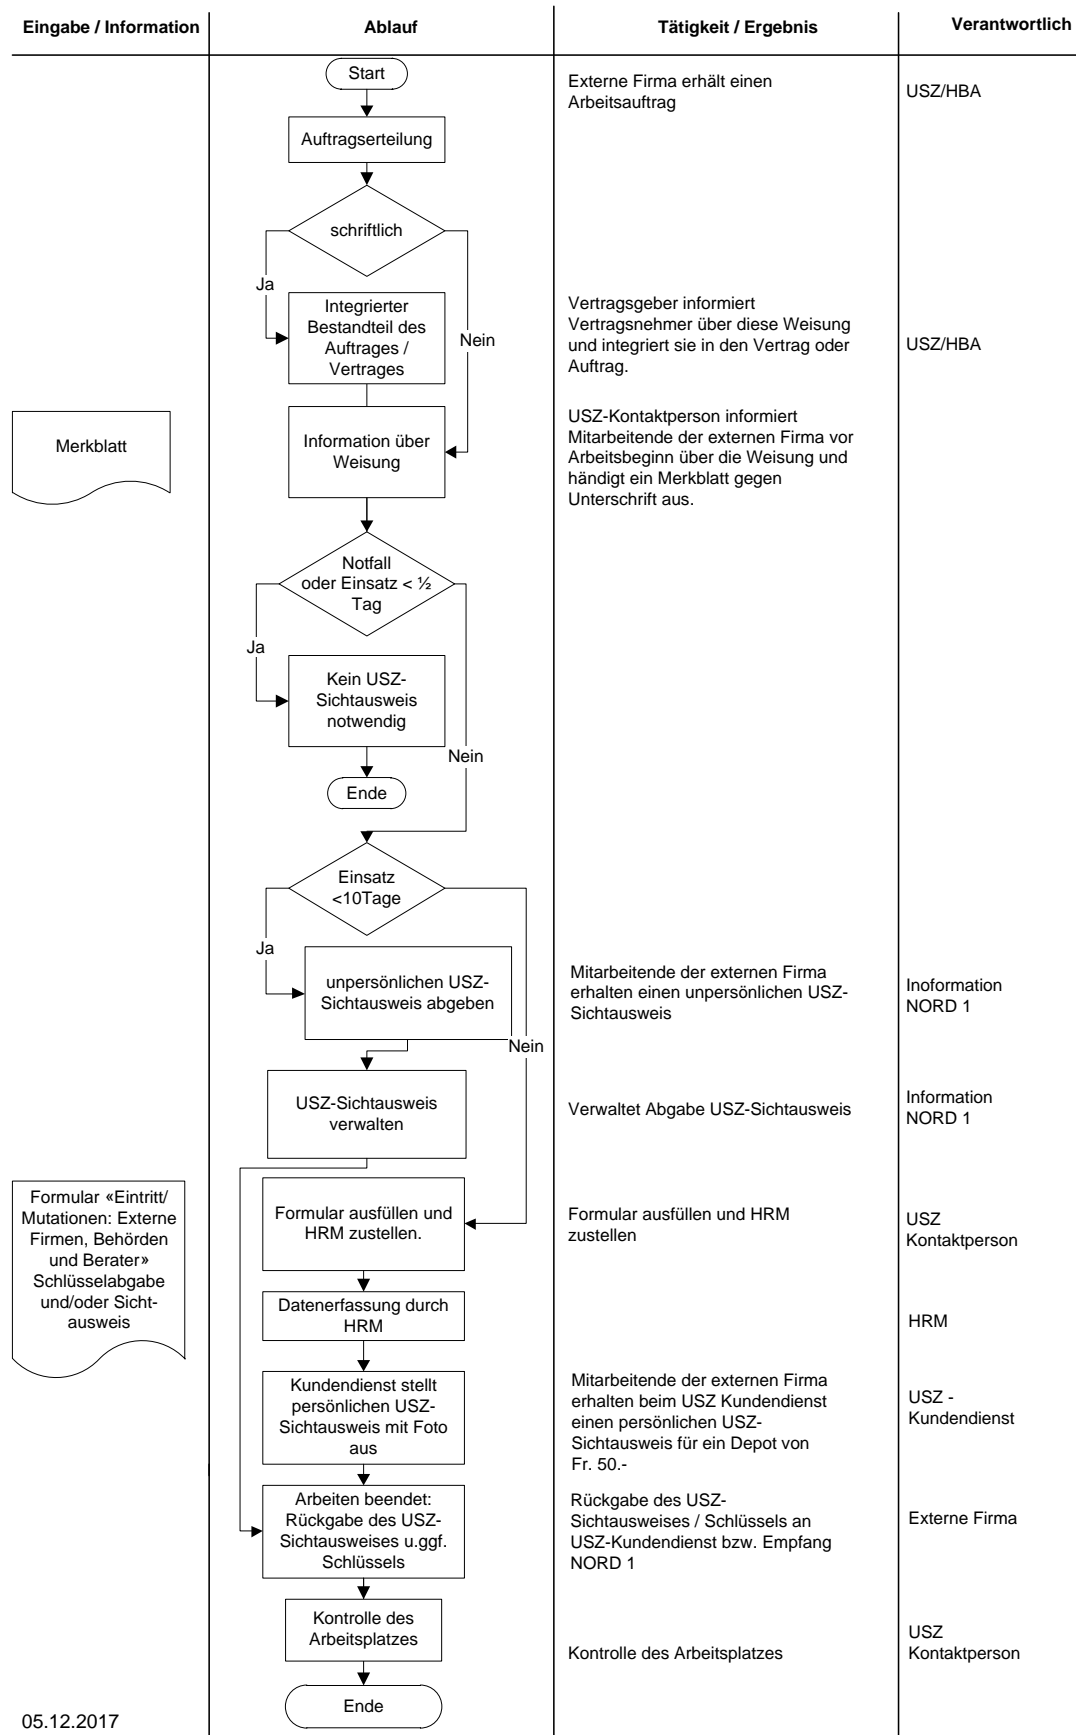 Eingabe / Information
Ablauf
Tätigkeit / Ergebnis
Verantwortlich
Start
Externe Firma erhält einen
Arbeitsauftrag
USZ/HBA
Auftragserteilung
schriftlich
Ja
Nein
Integrierter
Bestandteil des
Auftrages /
Vertrages
Vertragsgeber informiert
Vertragsnehmer über diese Weisung
und integriert sie in den Vertrag oder
Auftrag.
USZ/HBA
Merkblatt
Information über
Weisung
USZ-Kontaktperson informiert
Mitarbeitende der externen Firma vor
Arbeitsbeginn über die Weisung und
händigt ein Merkblatt gegen
Unterschrift aus.
Notfall
oder Einsatz < ½
Tag
Ja
Kein USZ-
Sichtausweis
notwendig
Nein
Ende
Einsatz
<10Tage
Ja
unpersönlichen USZ-
Sichtausweis abgeben
Mitarbeitende der externen Firma
erhalten einen unpersönlichen USZ-
Sichtausweis
Inoformation
NORD 1
Nein
USZ-Sichtausweis
verwalten
Verwaltet Abgabe USZ-Sichtausweis
Information
NORD 1
Formular «Eintritt/
Mutationen: Externe
Firmen, Behörden
und Berater»
Schlüsselabgabe
und/oder Sicht-
ausweis
Formular ausfüllen und
HRM zustellen.
Formular ausfüllen und HRM
zustellen
USZ
Kontaktperson
Datenerfassung durch
HRM
HRM
Kundendienst stellt
persönlichen USZ-
Sichtausweis mit Foto
aus
Mitarbeitende der externen Firma
erhalten beim USZ Kundendienst
einen persönlichen USZ-
Sichtausweis für ein Depot von
Fr. 50.-
USZ -
Kundendienst
Arbeiten beendet:
Rückgabe des USZ-
Sichtausweises u.ggf.
Schlüssels
Rückgabe des USZ-
Sichtausweises / Schlüssels an
USZ-Kundendienst bzw. Empfang
NORD 1
Externe Firma
Kontrolle des
Arbeitsplatzes
Kontrolle des Arbeitsplatzes
USZ
Kontaktperson
Ende
05.12.2017